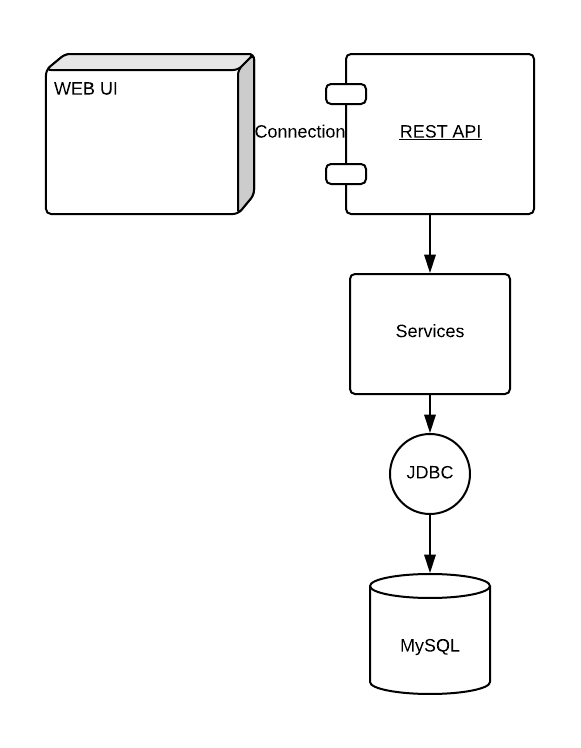 WEB UI
Connection
REST API
Services
JDBC
MySQL